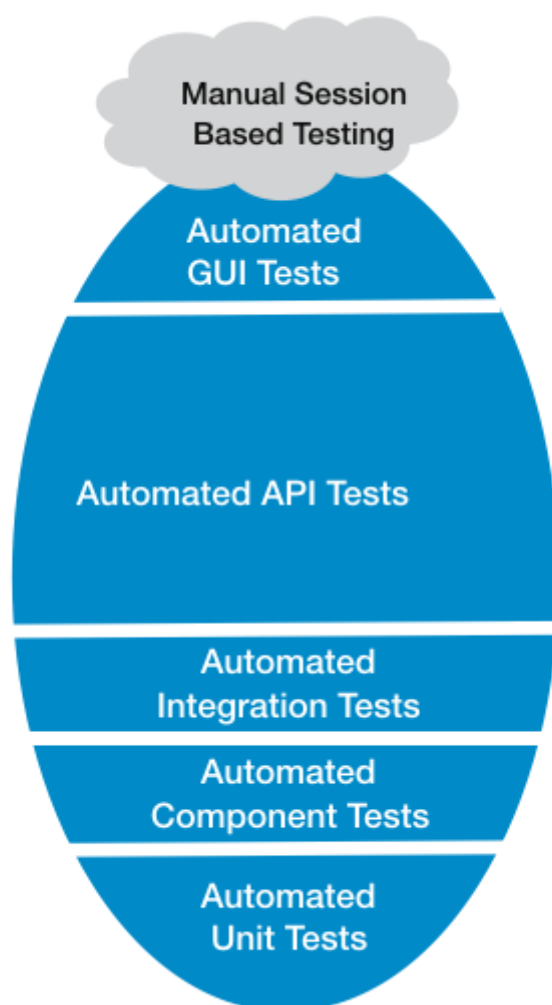 Manual Session
Based Testing
Automated
GUI Tests
Automated API Tests
Automated
Integration Tests
Automated
Component Tests
Automated
Unit Tests